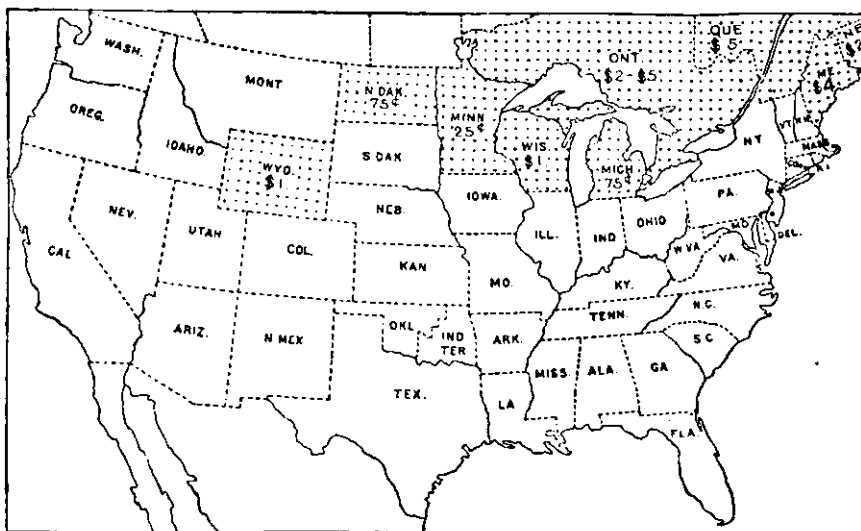 WASH.
MONT
N DAK
75¢
MINN
25¢
ONT
$2-$5
QUE
$5
ME
$4
OREG.
IDAHO.
WYO.
$1
S DAK
WIS
$1
MICH
75¢
VT
N.Y
MASS
R I
NEV.
UTAH
COL.
NEB.
IOWA.
ILL.
IND
OHIO
PA.
MD
DEL.
CAL
KAN
MO.
KY.
W VA
VA.
ARIZ.
N MEX
OKL
IND
TER
ARK.
TENN.
N.C.
S C
TEX.
LA
MISS.
ALA.
GA
FLA.